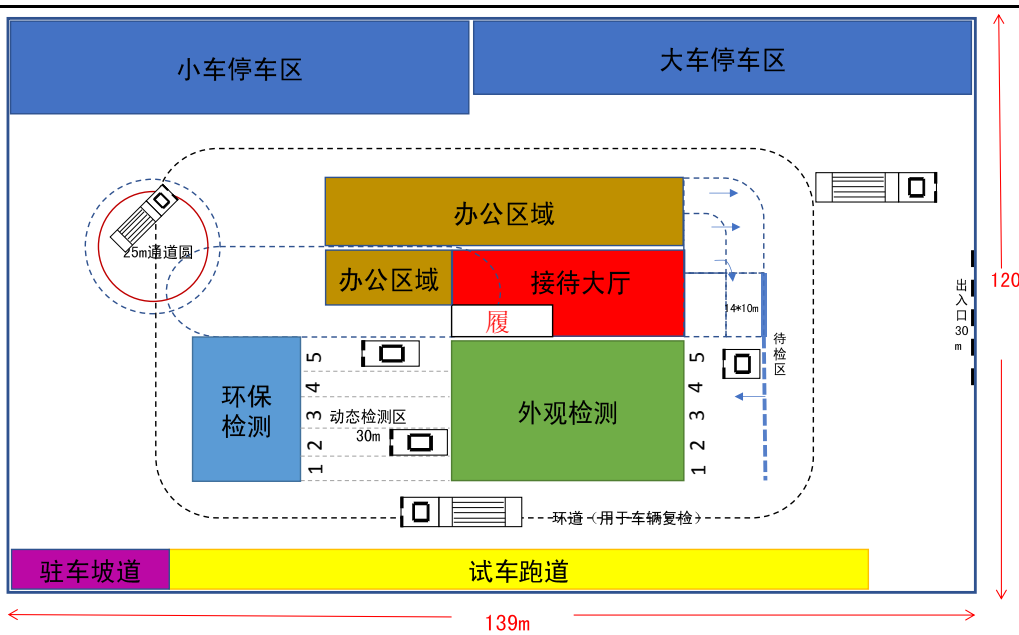 小车停车区
大车停车区
办公区域
25m通道圆
办公区域
接待大厅
14*10m
出入口30m
120
履
待检区
环保
检测
5
4
3
2
1
动态检测区
30m
外观检测
5
4
3
2
1
环道（用于车辆复检）
驻车坡道
试车跑道
139m